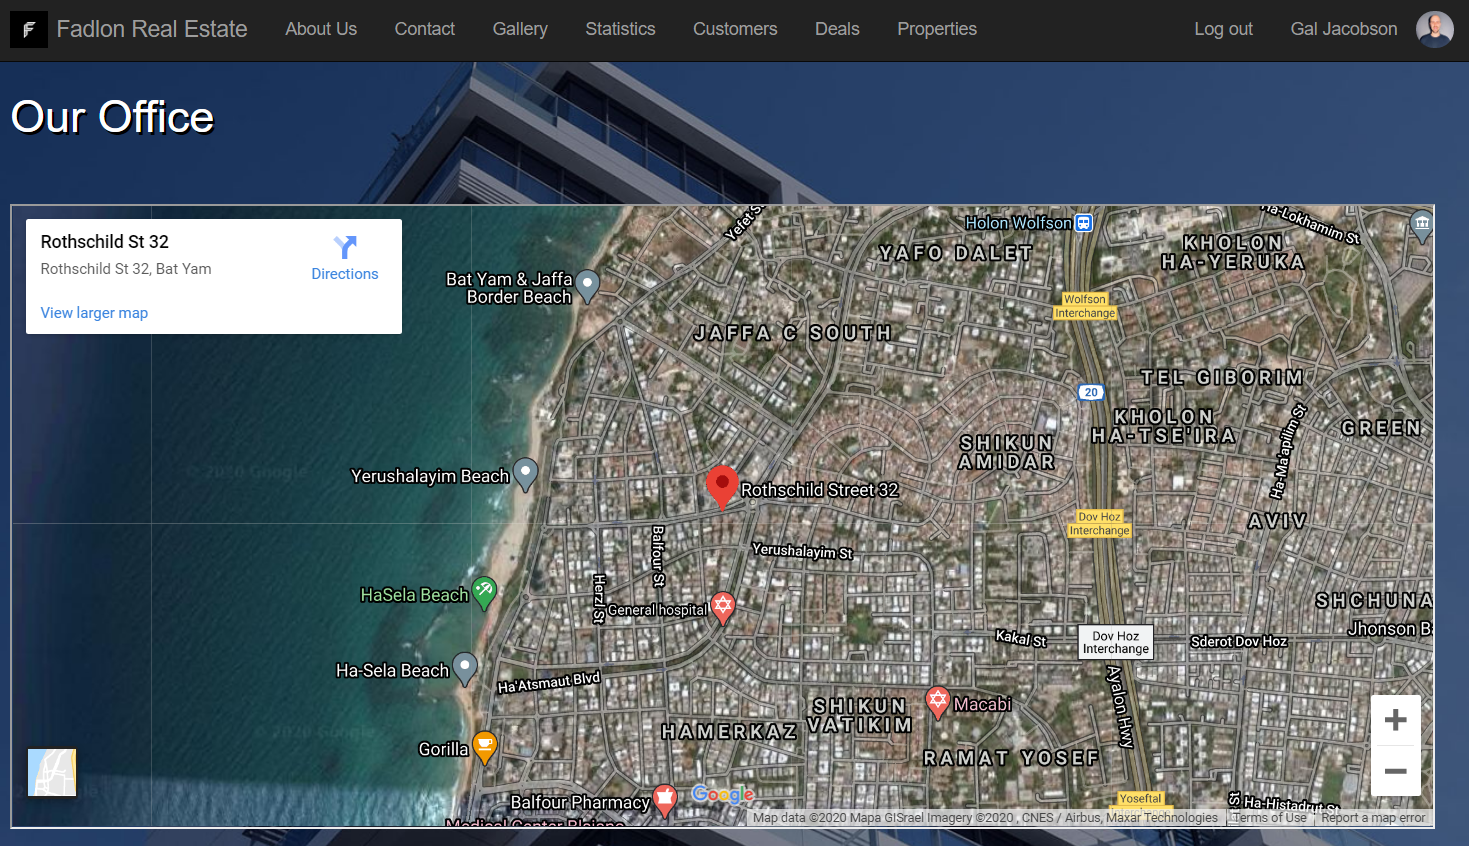 Fadlon Real Estate
About Us
Contact
Gallery
Statistics
Customers
Deals
Properties
Log out
Gal Jacobson
Our Office
Rothschild St 32
Rothschild St 32, Bat Yam
Directions
View larger map
Yefet St
Holon Wolfson
Ha-Lokhamim St
YAFO DALET
KHOLON
HA-YERUKA
Bat Yam & Jaffa
Border Beach
Wolfson
Interchange
JAFFA C SOUTH
TEL GIBORIM
20
KHOLON
HA-TSE'IRA
GREEN
SHIKUN
AMIDAR
Ha-Ma'apilim St
© 2020 Google
Yerushalayim Beach
Rothschild Street 32
Dov Hoz
Interchange
AVIV
Balfour St
Yerushalayim St
HaSela Beach
Herzl St
General hospital
SHCHUNA
Jhonson B
Kakal St
Dov Hoz
Interchange
Sderot Dov Hoz
Ha-Sela Beach
Ha'Atsmaut Blvd
Ayalon Hwy
SHIKUN
VATIKIM
Macabi
HAMERKAZ
© 2020 Google
Gorilla
RAMAT YOSEF
Balfour Pharmacy
Google
Yoseftal
St
Ha-Histadrut St
Map data ©2020 Mapa GISrael Imagery ©2020 , CNES / Airbus, Maxar Technologies
Terms of Use
Report a map error